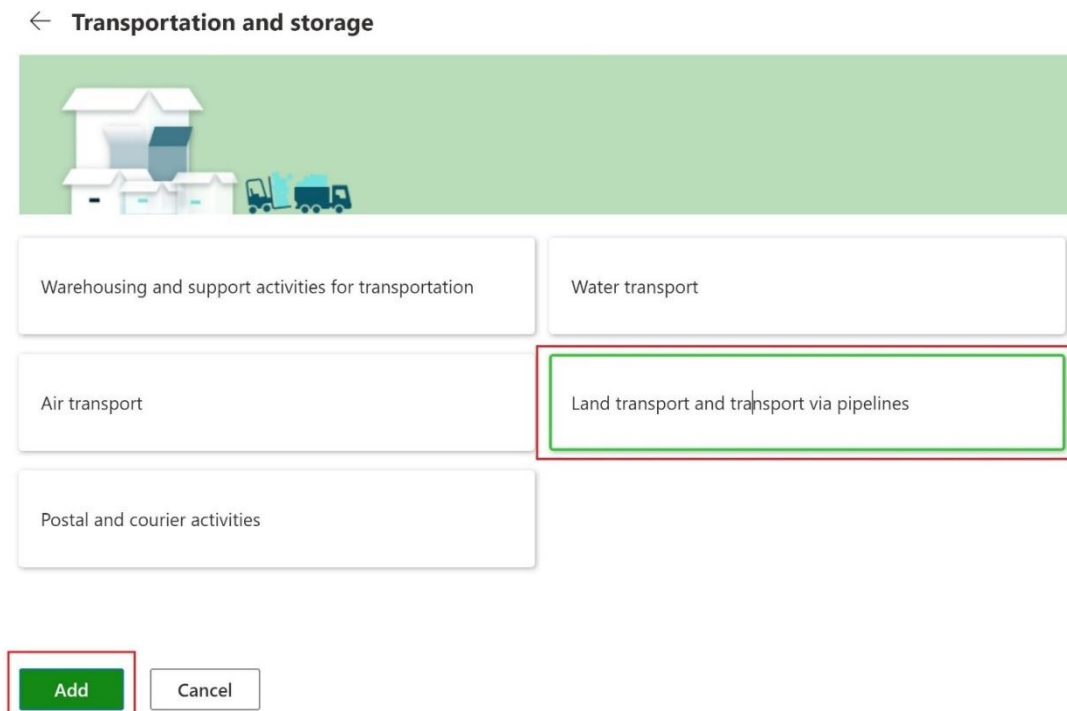 Transportation and storage
Warehousing and support activities for transportation
Water transport
Air transport
Land transport and transport via pipelines
Postal and courier activities
Add
Cancel